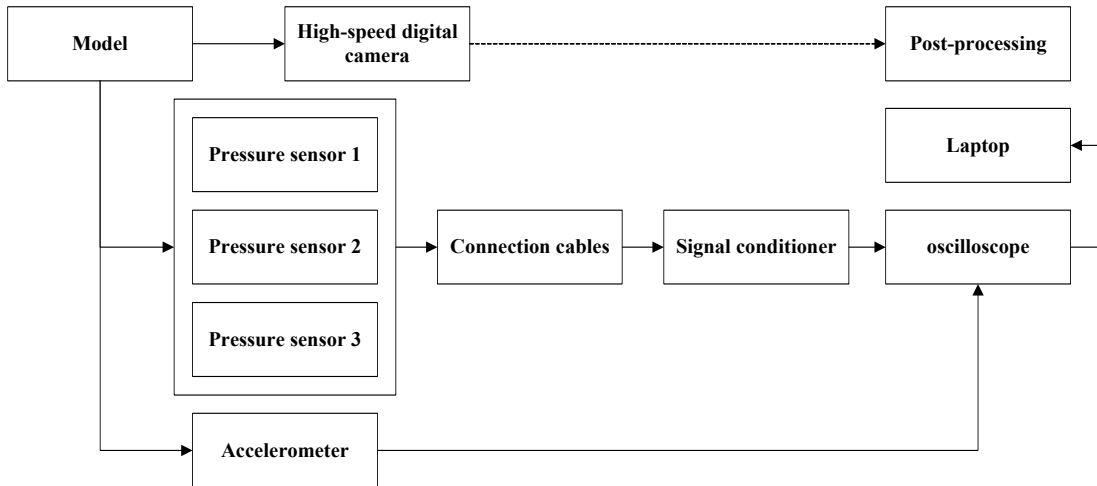 Model
High-speed digital
camera
Post-processing
Pressure sensor 1
Laptop
Pressure sensor 2
Connection cables
Signal conditioner
oscilloscope
Pressure sensor 3
Accelerometer